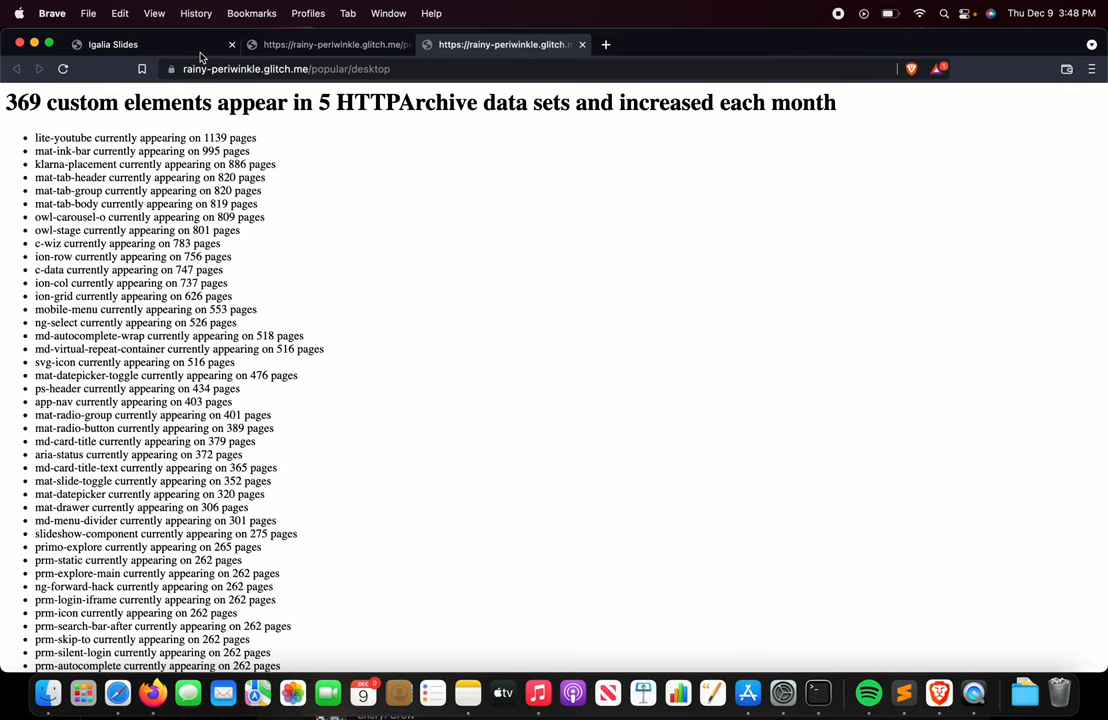 Brave File Edit View History Bookmarks Profiles Tab Window Help Thu Dec 9 3:48 PM
Igalia Slides https://rainy-periwinkle.glitch.me/p https://rainy-periwinkle.glitch.m
rainy-periwinkle.glitch.me/popular/desktop 1
369 custom elements appear in 5 HTTPArchive data sets and increased each month
• lite-youtube currently appearing on 1139 pages
• mat-ink-bar currently appearing on 995 pages
• klarna-placement currently appearing on 886 pages
• mat-tab-header currently appearing on 820 pages
• mat-tab-group currently appearing on 820 pages
• mat-tab-body currently appearing on 819 pages
• owl-carousel-o currently appearing on 809 pages
• owl-stage currently appearing on 801 pages
• c-wiz currently appearing on 783 pages
• ion-row currently appearing on 756 pages
• c-data currently appearing on 747 pages
• ion-col currently appearing on 737 pages
• ion-grid currently appearing on 626 pages
• mobile-menu currently appearing on 553 pages
• ng-select currently appearing on 526 pages
• md-autocomplete-wrap currently appearing on 518 pages
• md-virtual-repeat-container currently appearing on 516 pages
• svg-icon currently appearing on 516 pages
• mat-datepicker-toggle currently appearing on 476 pages
• ps-header currently appearing on 434 pages
• app-nav currently appearing on 403 pages
• mat-radio-group currently appearing on 401 pages
• mat-radio-button currently appearing on 389 pages
• md-card-title currently appearing on 379 pages
• aria-status currently appearing on 372 pages
• md-card-title-text currently appearing on 365 pages
• mat-slide-toggle currently appearing on 352 pages
• mat-datepicker currently appearing on 320 pages
• mat-drawer currently appearing on 306 pages
• md-menu-divider currently appearing on 301 pages
• slideshow-component currently appearing on 275 pages
• primo-explore currently appearing on 265 pages
• prm-static currently appearing on 262 pages
• prm-explore-main currently appearing on 262 pages
• ng-forward-hack currently appearing on 262 pages
• prm-login-iframe currently appearing on 262 pages
• prm-icon currently appearing on 262 pages
• prm-search-bar-after currently appearing on 262 pages
• prm-skip-to currently appearing on 262 pages
• prm-silent-login currently appearing on 262 pages
• prm-autocomplete currently appearing on 262 pages
DEC 9
9
tv